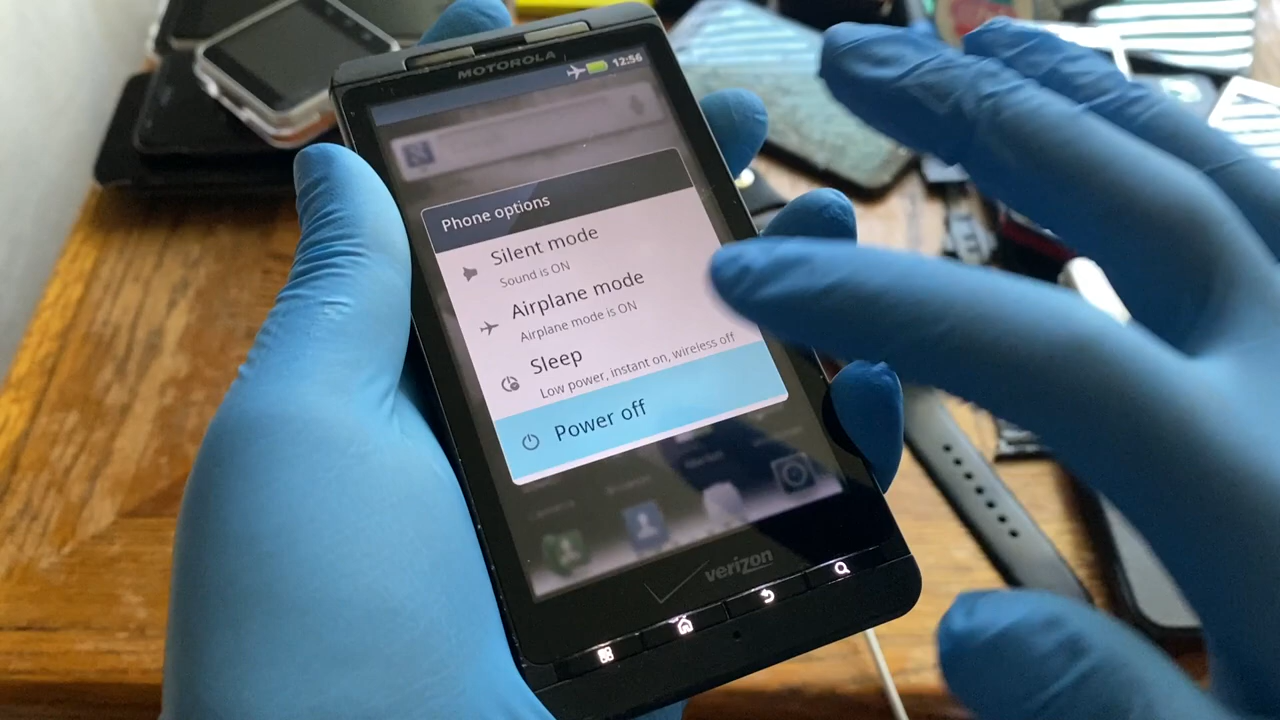 MOTOROLA
12:56
Phone options
Silent mode
Sound is ON
Airplane mode
Airplane mode is ON
Sleep
Low power, instant on, wireless off
Power off
verizon